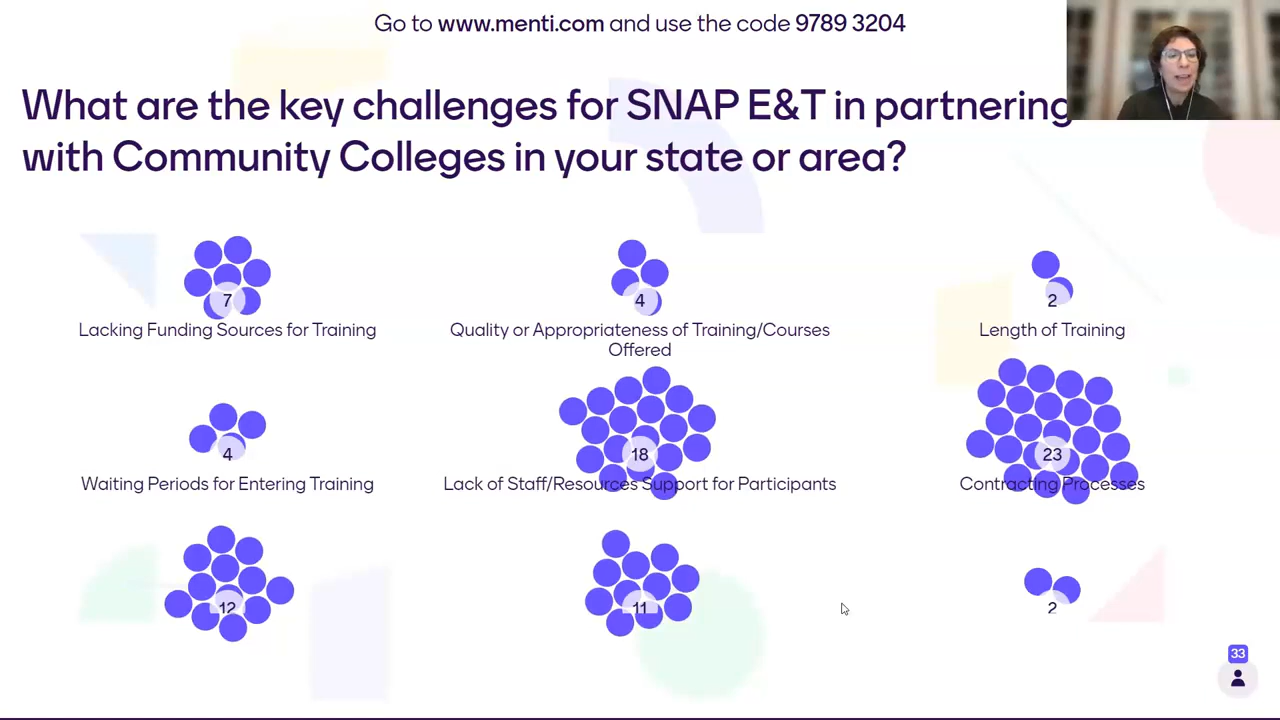 Go to www.menti.com and use the code 9789 3204
What are the key challenges for SNAP E&T in partnering
with Community Colleges in your state or area?
7
Lacking Funding Sources for Training
4
Quality or Appropriateness of Training/Courses
Offered
2
Length of Training
4
Waiting Periods for Entering Training
18
Lack of Staff/Resources Support for Participants
23
Contracting Processes
12
11
2
33